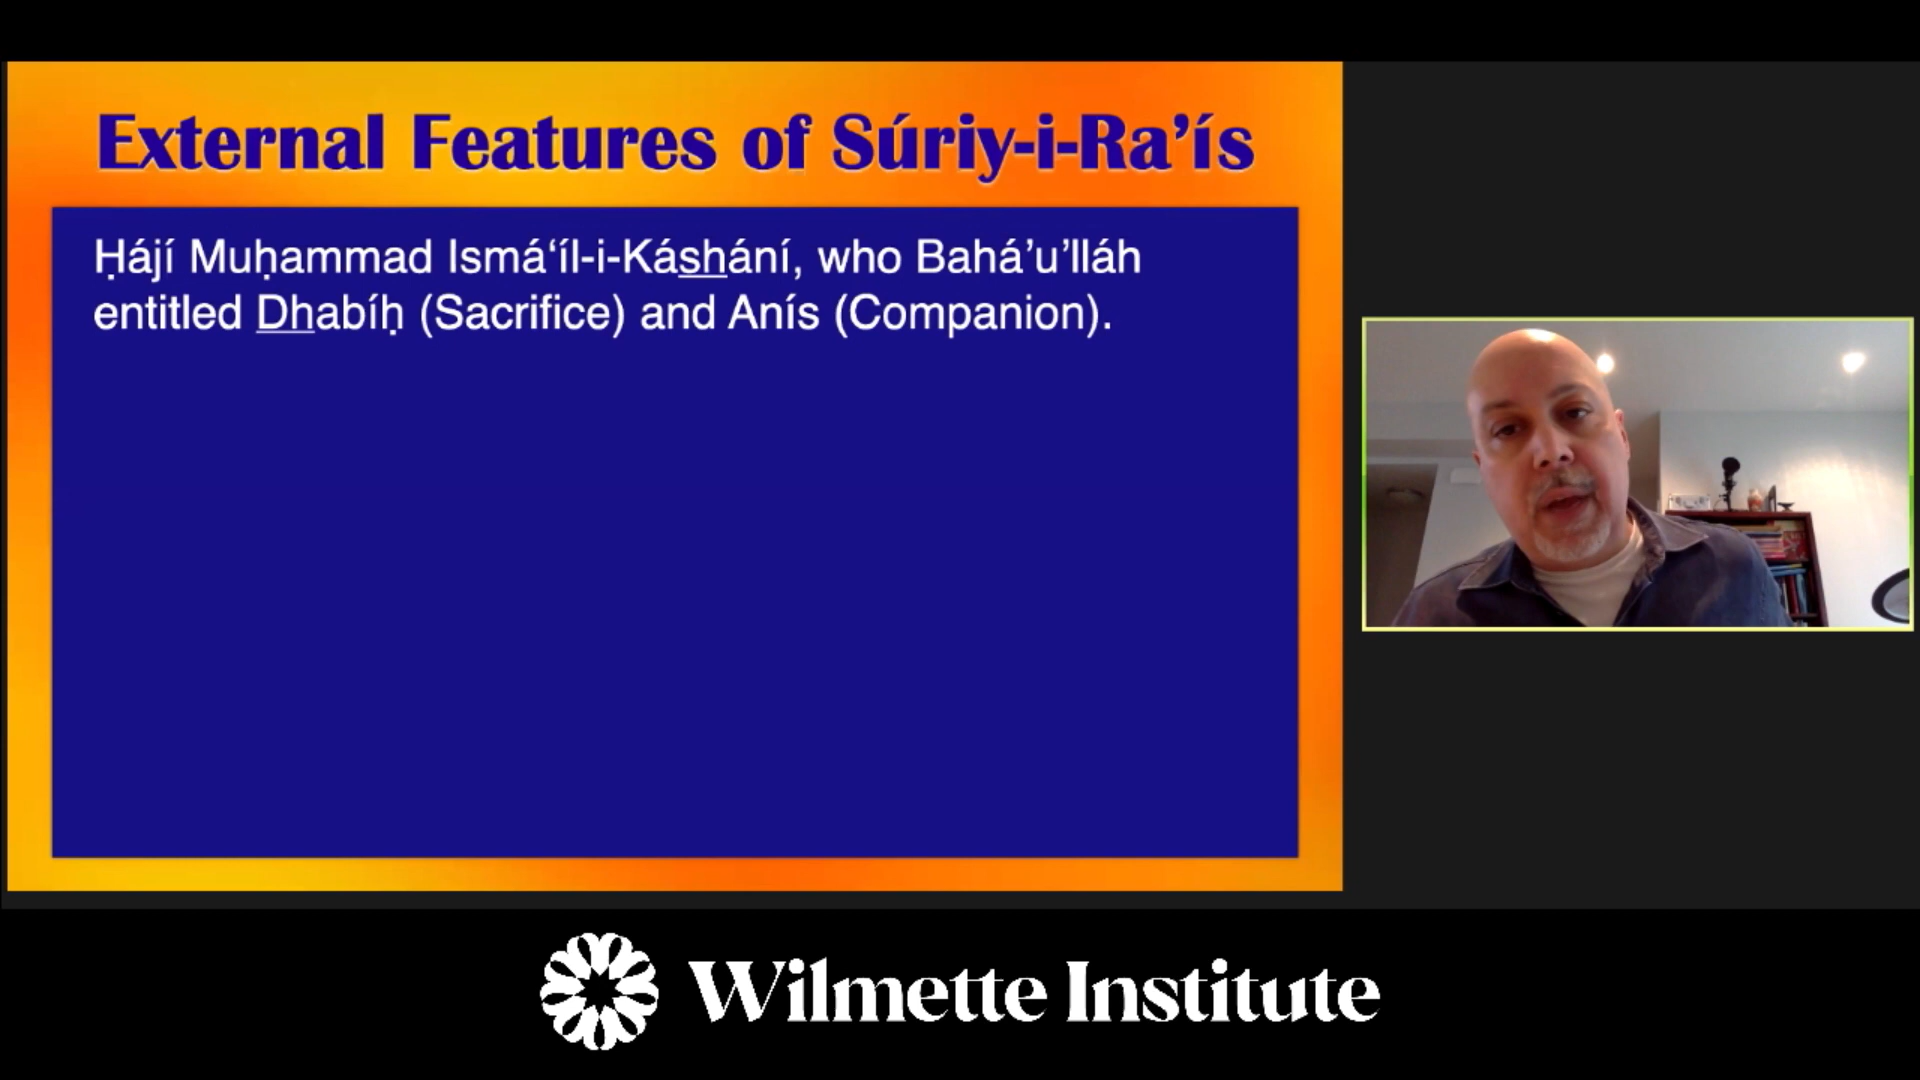 External Features of Súriy-i-Ra’ís
Ḥájí Muḥammad Ismá‘íl-i-Káshání, who Bahá’u’lláh
entitled Dhabíḥ (Sacrifice) and Anís (Companion).
Wilmette Institute